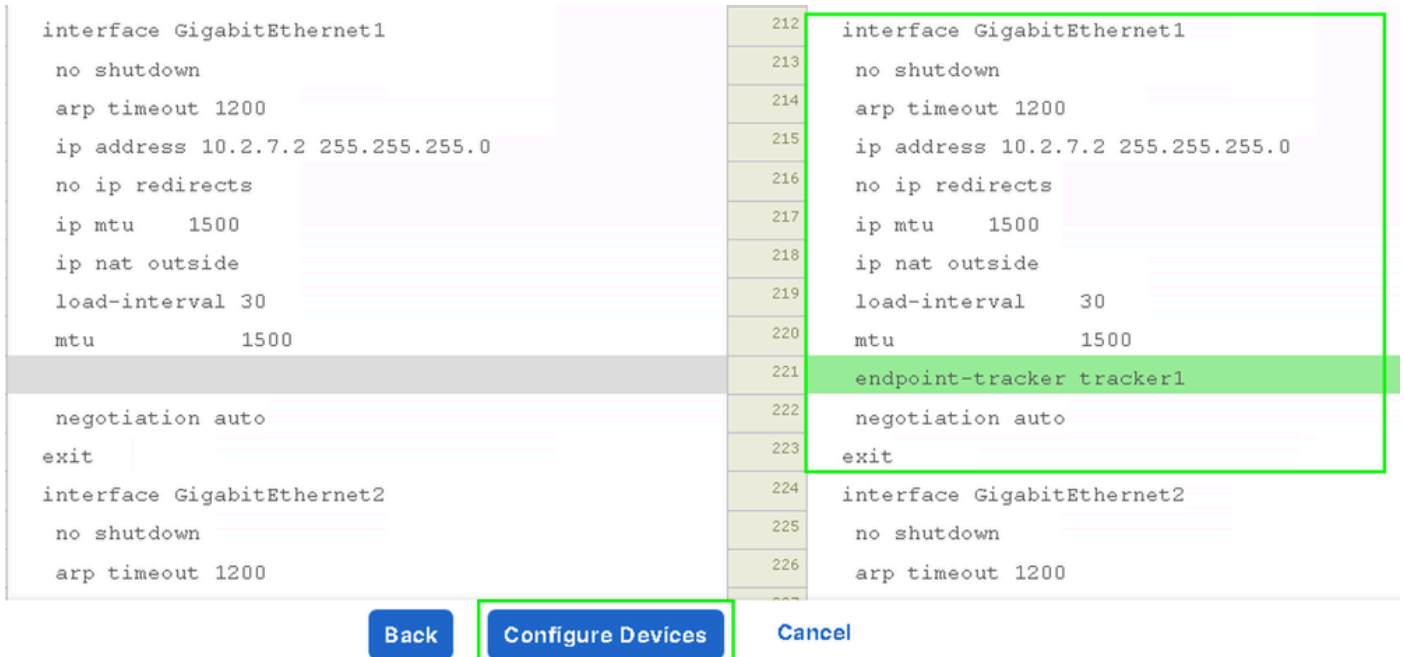 interface GigabitEthernet1
no shutdown
arp timeout 1200
ip address 10.2.7.2 255.255.255.0
no ip redirects
ip mtu    1500
ip nat outside
load-interval 30
mtu           1500
negotiation auto
exit
interface GigabitEthernet2
no shutdown
arp timeout 1200
212 interface GigabitEthernet1
213 no shutdown
214 arp timeout 1200
215 ip address 10.2.7.2 255.255.255.0
216 no ip redirects
217 ip mtu    1500
218 ip nat outside
219 load-interval    30
220 mtu             1500
221 endpoint-tracker tracker1
222 negotiation auto
223 exit
224 interface GigabitEthernet2
225 no shutdown
226 arp timeout 1200
Back Configure Devices Cancel